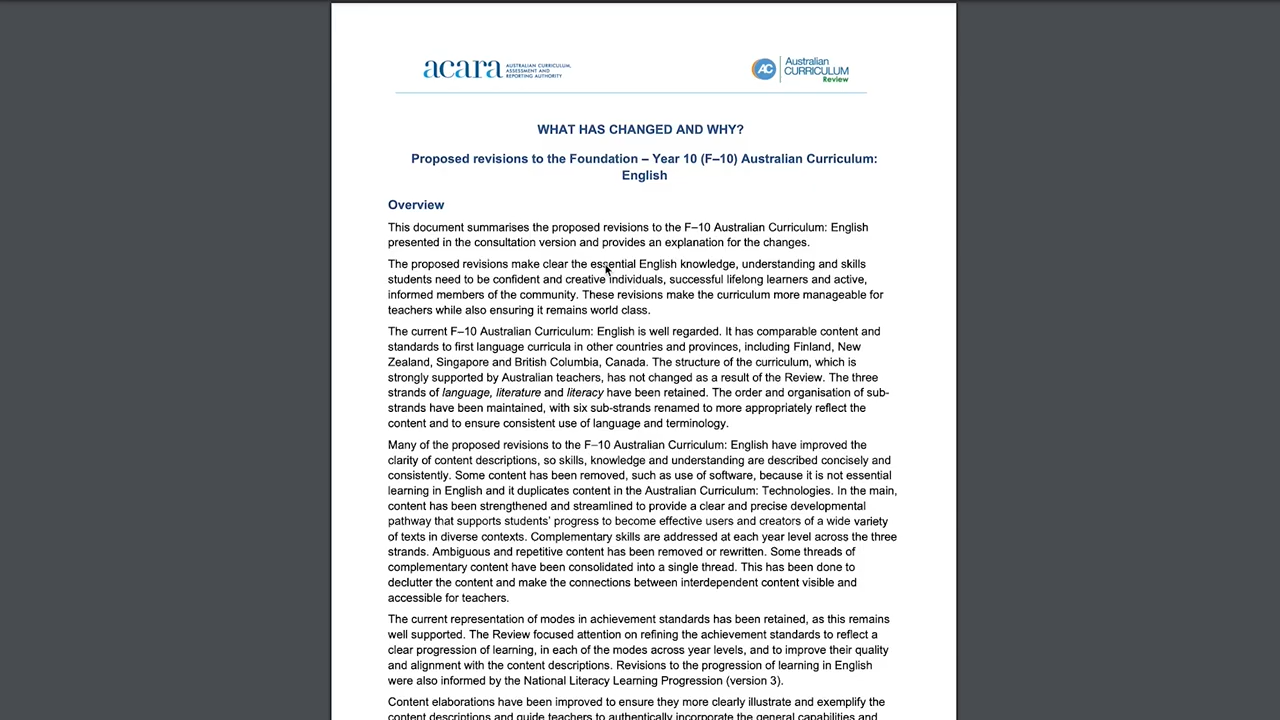 acara AUSTRALIAN CURRICULUM,
ASSESSMENT AND
REPORTING AUTHORITY
AC Australian
CURRICULUM
Review
WHAT HAS CHANGED AND WHY?
Proposed revisions to the Foundation – Year 10 (F–10) Australian Curriculum:
English
Overview
This document summarises the proposed revisions to the F–10 Australian Curriculum: English
presented in the consultation version and provides an explanation for the changes.
The proposed revisions make clear the essential English knowledge, understanding and skills
students need to be confident and creative individuals, successful lifelong learners and active,
informed members of the community. These revisions make the curriculum more manageable for
teachers while also ensuring it remains world class.
The current F–10 Australian Curriculum: English is well regarded. It has comparable content and
standards to first language curricula in other countries and provinces, including Finland, New
Zealand, Singapore and British Columbia, Canada. The structure of the curriculum, which is
strongly supported by Australian teachers, has not changed as a result of the Review. The three
strands of language, literature and literacy have been retained. The order and organisation of sub-
strands have been maintained, with six sub-strands renamed to more appropriately reflect the
content and to ensure consistent use of language and terminology.
Many of the proposed revisions to the F–10 Australian Curriculum: English have improved the
clarity of content descriptions, so skills, knowledge and understanding are described concisely and
consistently. Some content has been removed, such as use of software, because it is not essential
learning in English and it duplicates content in the Australian Curriculum: Technologies. In the main,
content has been strengthened and streamlined to provide a clear and precise developmental
pathway that supports students' progress to become effective users and creators of a wide variety
of texts in diverse contexts. Complementary skills are addressed at each year level across the three
strands. Ambiguous and repetitive content has been removed or rewritten. Some threads of
complementary content have been consolidated into a single thread. This has been done to
declutter the content and make the connections between interdependent content visible and
accessible for teachers.
The current representation of modes in achievement standards has been retained, as this remains
well supported. The Review focused attention on refining the achievement standards to reflect a
clear progression of learning, in each of the modes across year levels, and to improve their quality
and alignment with the content descriptions. Revisions to the progression of learning in English
were also informed by the National Literacy Learning Progression (version 3).
Content elaborations have been improved to ensure they more clearly illustrate and exemplify the
content descriptions and guide teachers to authentically incorporate the general capabilities and